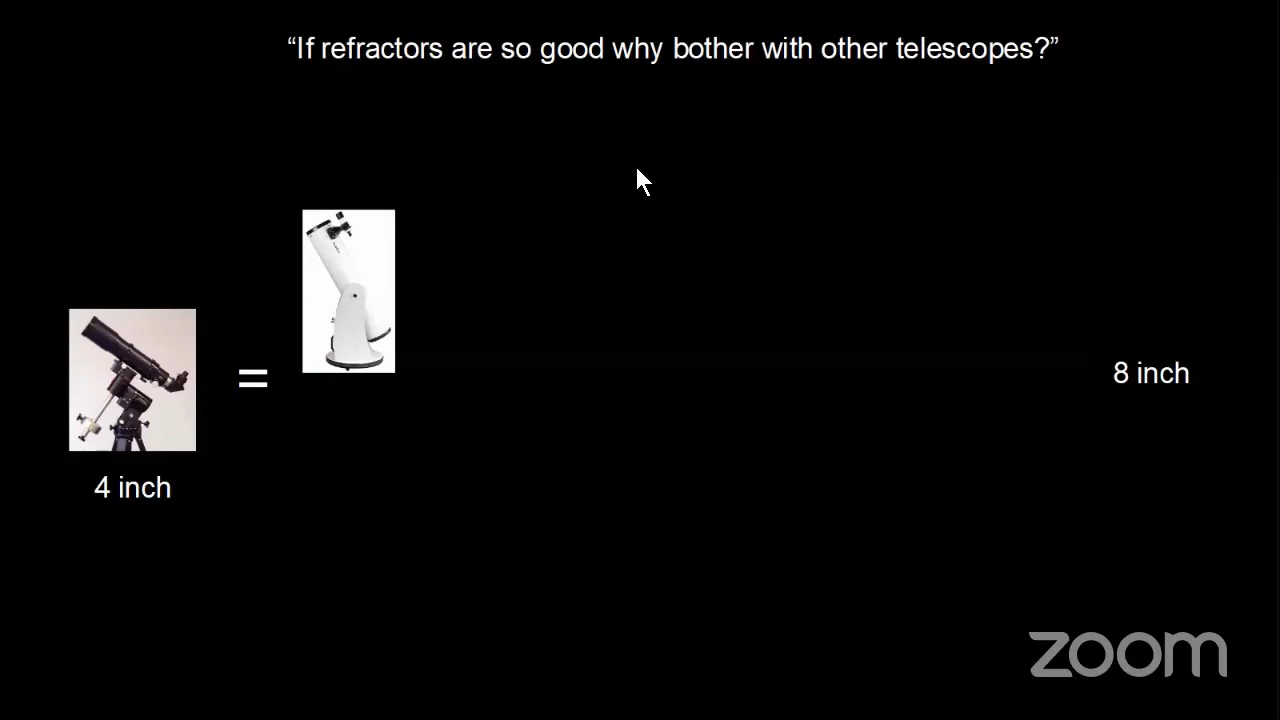 “If refractors are so good why bother with other telescopes?”
=
8 inch
4 inch
zoom